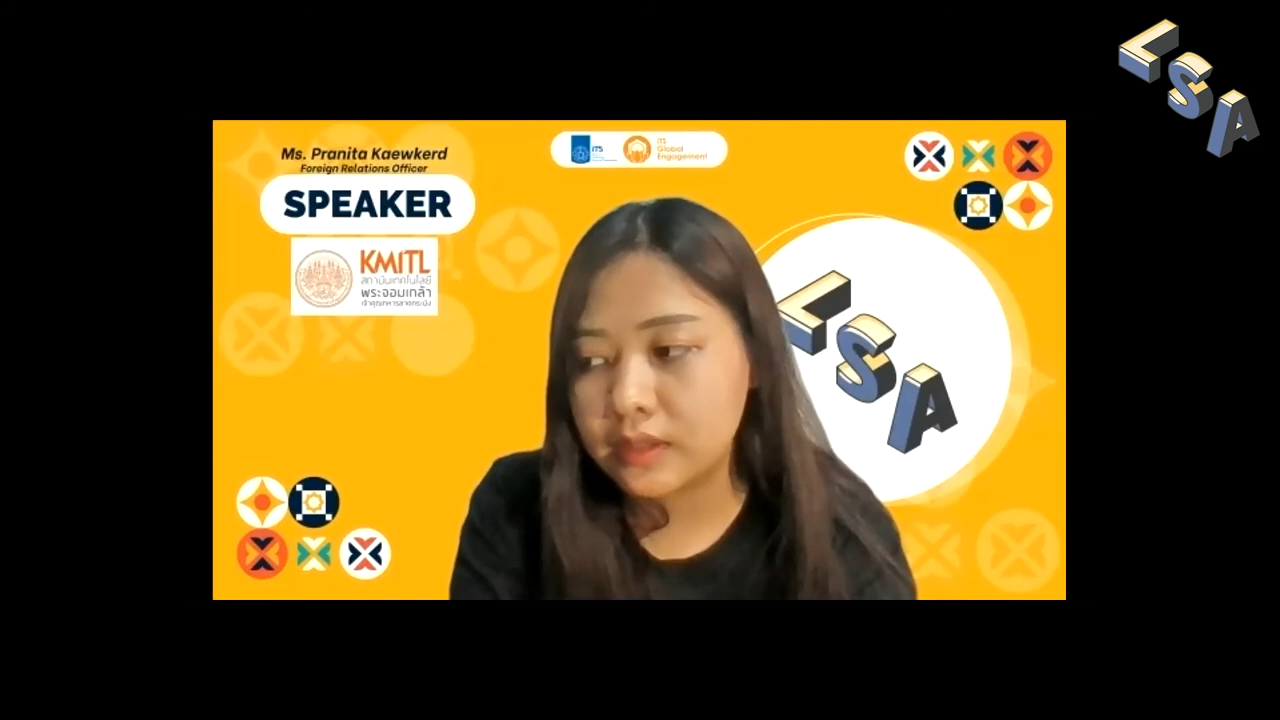 Ms. Pranita Kaewkerd
Foreign Relations Officer
SPEAKER
KMITL
สถาบันเทคโนโลยี
พระจอมเกล้า
เจ้าคุณทหารลาดกระบัง
ITS
ITS
Global
Engagement
LSA
LSA